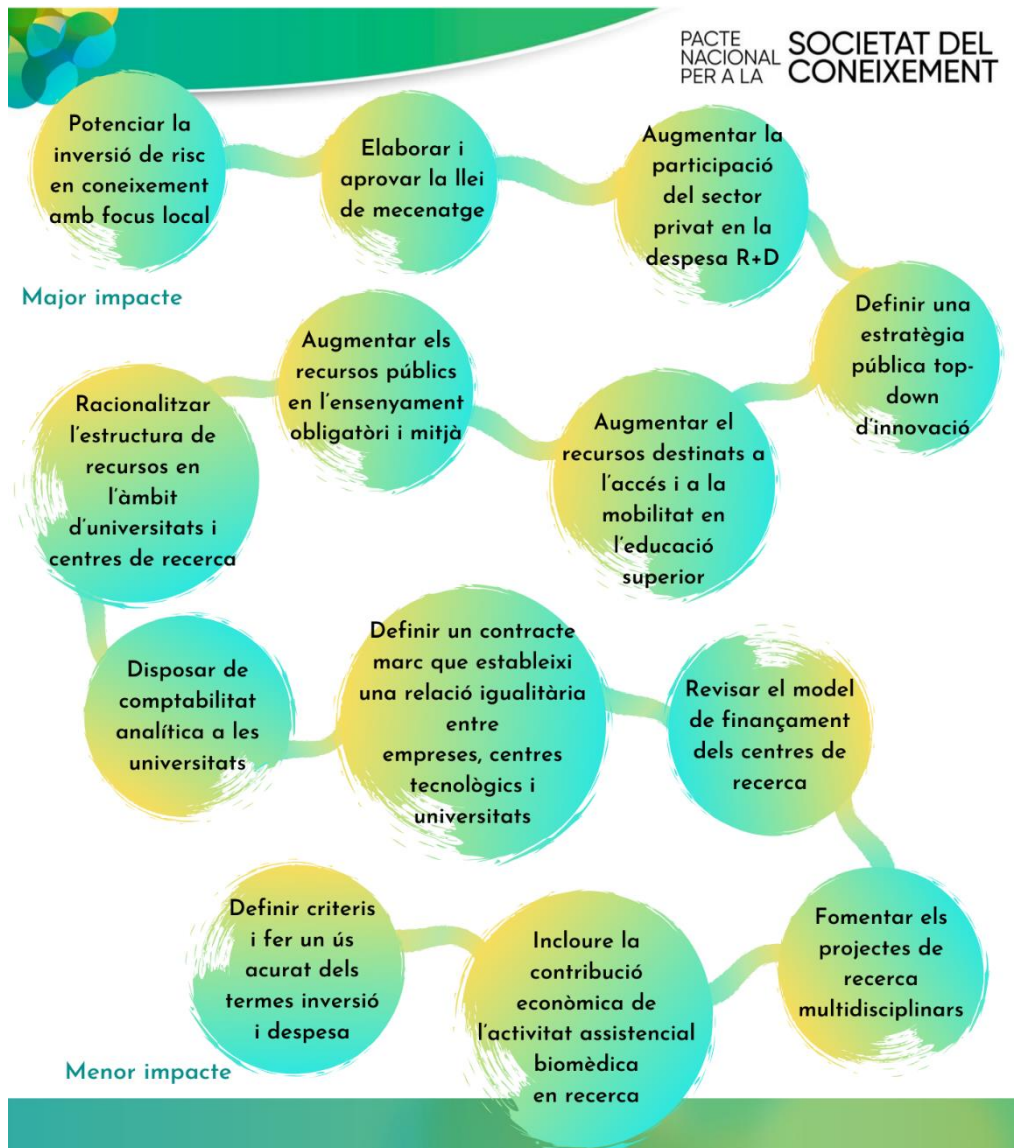 PACTE
NACIONAL
PER A LA
SOCIETAT DEL
CONEIXEMENT
Potenciar la
inversió de risc
en coneixement
amb focus local
Elaborar i
aprovar la llei
de mecenatge
Augmentar la
participació
del sector
privat en la
despesa R+D
Major impacte
Definir una
estratègia
pública top-
down
d'innovació
Augmentar el
recursos destinats a
l'accés i a la
mobilitat en
l'educació
superior
Augmentar els
recursos públics
en l'ensenyament
obligatòri i mitjà
Racionalitzar
l'estructura de
recursos en
l'àmbit
d'universitats i
centres de recerca
Disposar de
comptabilitat
analítica a les
universitats
Definir un contracte
marc que estableixi
una relació igualitària
entre
empreses, centres
tecnològics i
universitats
Revisar el model
de finançament
dels centres de
recerca
Fomentar els
projectes de
recerca
multidisciplinars
Incloure la
contribució
econòmica de
l'activitat assistencial
biomèdica
en recerca
Definir criteris
i fer un ús
acurat dels
termes inversió
i despesa
Menor impacte